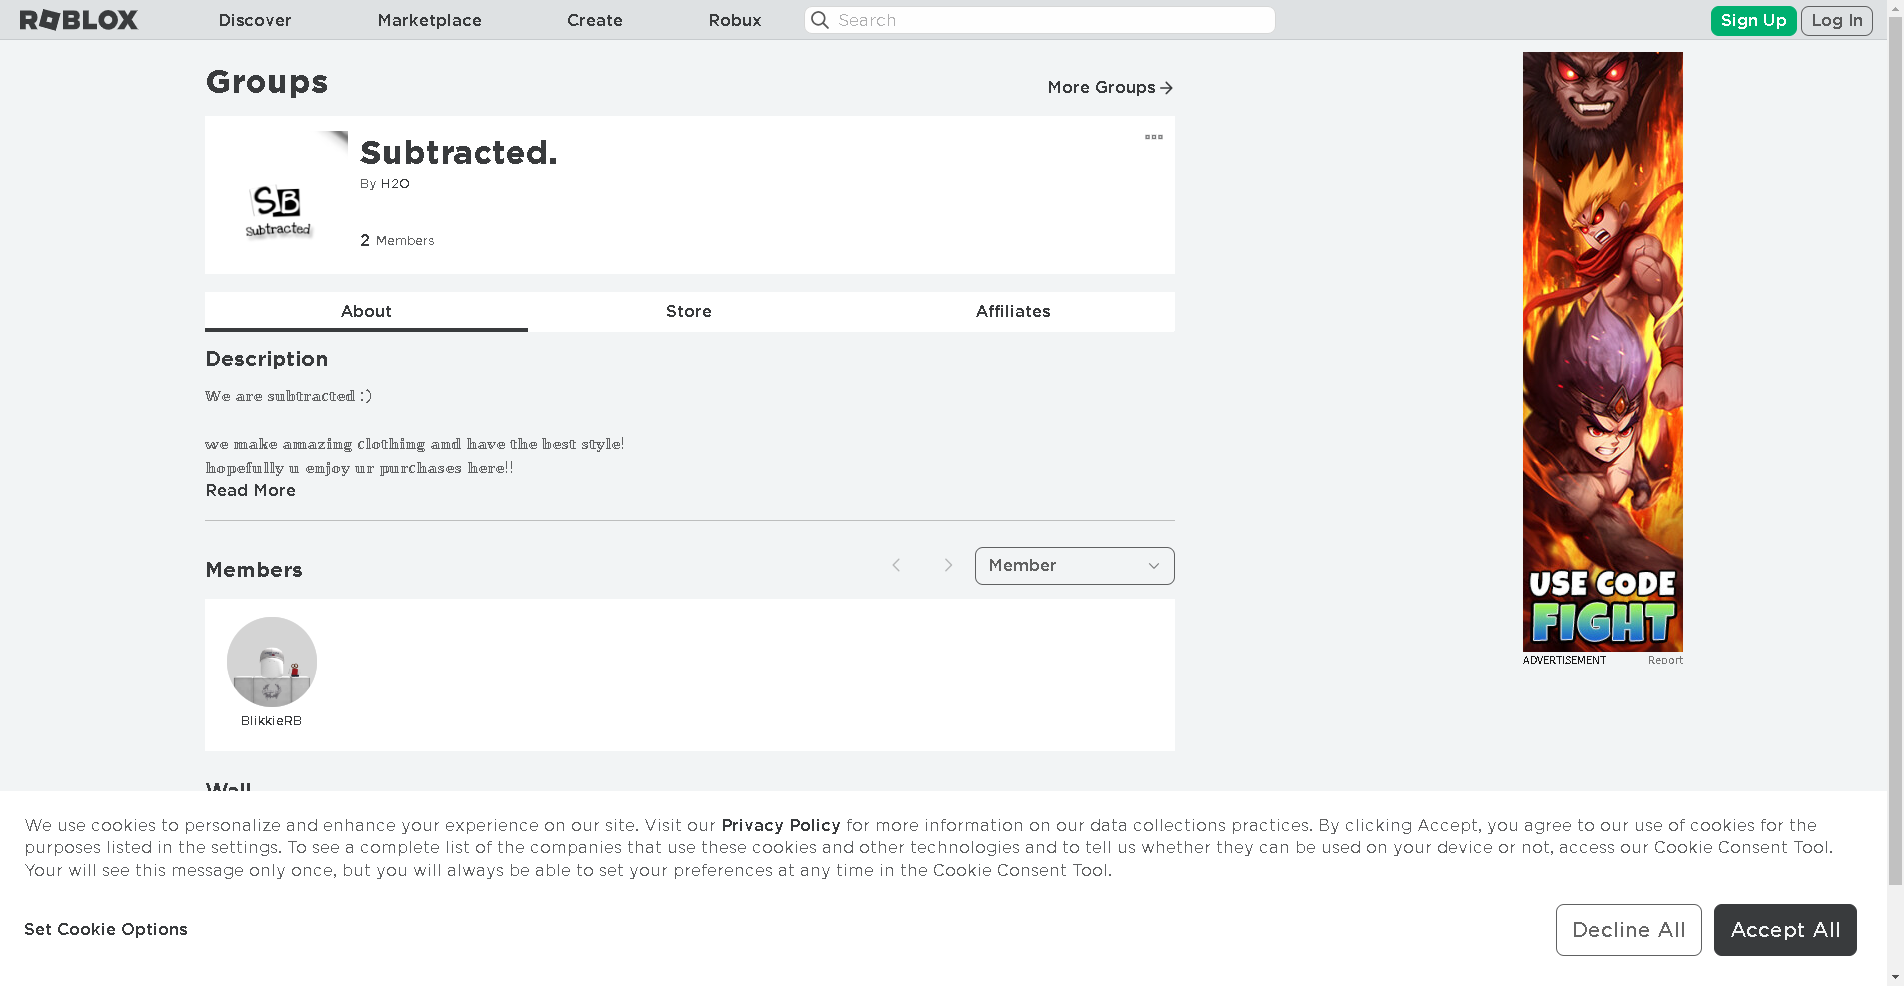 ROBLOX Discover Marketplace Create Robux Search Sign Up Log In
Groups
More Groups
SB
Subtracted
Subtracted.
By H2O
2 Members
About Store Affiliates
Description
𝕎𝕖 𝕒𝕣𝕖 𝕤𝕦𝕓𝕥𝕣𝕒𝕔𝕥𝕖𝕕 :)
𝕨𝕖 𝕞𝕒𝕜𝕖 𝕒𝕞𝕒𝕫𝕚𝕟𝕘 𝕔𝕝𝕠𝕥𝕙𝕚𝕟𝕘 𝕒𝕟𝕕 𝕙𝕒𝕧𝕖 𝕥𝕙𝕖 𝕓𝕖𝕤𝕥 𝕤𝕥𝕪𝕝𝕖!
𝕙𝕠𝕡𝕖𝕗𝕦𝕝𝕝𝕪 𝕦 𝕖𝕟𝕛𝕠𝕪 𝕦𝕣 𝕡𝕦𝕣𝕔𝕙𝕒𝕤𝕖𝕤 𝕙𝕖𝕣𝕖!!
Read More
Members
Member
BlikkieRB
Wall
USE CODE
FIGHT
ADVERTISEMENT Report
We use cookies to personalize and enhance your experience on our site. Visit our Privacy Policy for more information on our data collections practices. By clicking Accept, you agree to our use of cookies for the
purposes listed in the settings. To see a complete list of the companies that use these cookies and other technologies and to tell us whether they can be used on your device or not, access our Cookie Consent Tool.
Your will see this message only once, but you will always be able to set your preferences at any time in the Cookie Consent Tool.
Set Cookie Options
Decline All
Accept All